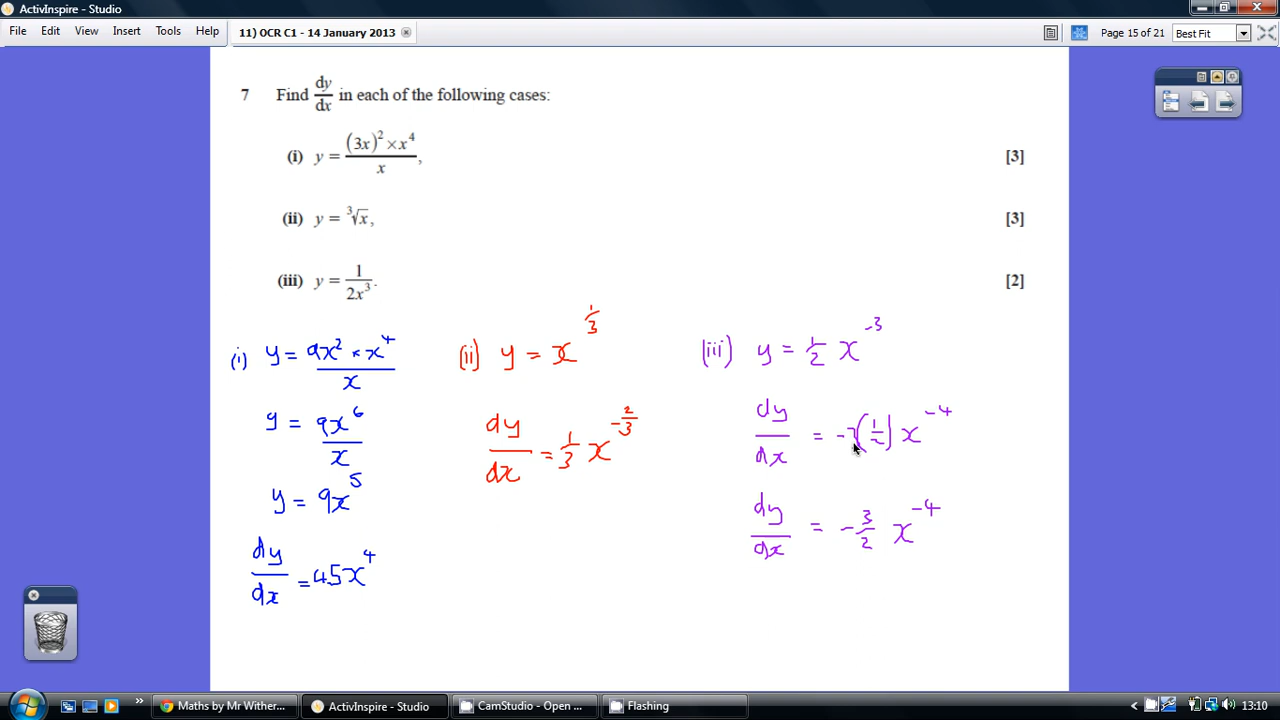 ActivInspire - Studio
File Edit View Insert Tools Help
11) OCR C1 - 14 January 2013
Page 15 of 21
Best Fit
7 Find dy/dx in each of the following cases:
(i) y = (3x)² × x⁴ / x, [3]
(ii) y = ³√x, [3]
(iii) y = 1 / 2x³. [2]
(i) y = 9x² × x⁴ / x
y = 9x⁶ / x
y = 9x⁵
dy/dx = 45x⁴
(ii) y = x^(1/3)
dy/dx = 1/3 x^(-2/3)
(iii) y = 1/2 x⁻³
dy/dx = -3(1/2) x⁻⁴
dy/dx = -3/2 x⁻⁴
Maths by Mr Wither...
ActivInspire - Studio
CamStudio - Open ...
Flashing
13:10